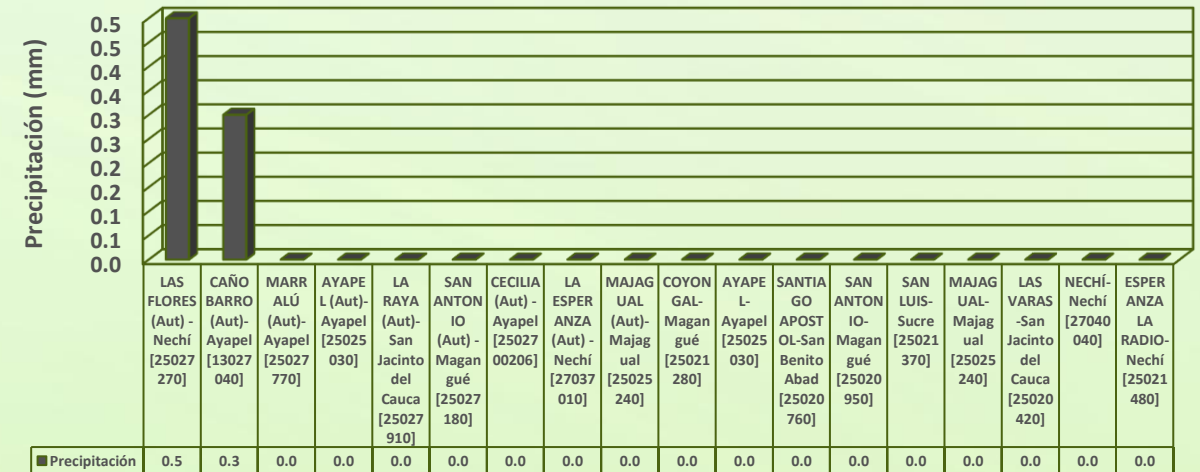 Precipitación (mm)
0.5
0.5
0.4
0.4
0.3
0.3
0.2
0.2
0.1
0.1
0.0
LAS
FLORES
(Aut) -
Nechí
[25027
270]
CAÑO
BARRO
(Aut)-
Ayapel
[13027
040]
MARR
ALÚ
(Aut)-
Ayapel
[25027
770]
AYAPE
L (Aut)-
Ayapel
[25025
030]
LA
RAYA
(Aut)-
San
Jacinto
del
Cauca
[25027
910]
SAN
ANTON
IO
(Aut) -
Magan
gué
[25027
180]
CECILIA
(Aut) -
Ayapel
[25027
00206]
LA
ESPER
ANZA
(Aut) -
Nechí
[27037
010]
MAJAG
UAL
(Aut)-
Majag
ual
[25025
240]
COYON
GAL-
Magan
gué
[25021
280]
AYAPE
L-
Ayapel
[25025
030]
SANTIA
GO
APOST
OL-San
Benito
Abad
[25020
760]
SAN
ANTON
IO-
Magan
gué
[25020
950]
SAN
LUIS-
Sucre
[25021
370]
MAJAG
UAL-
Majag
ual
[25025
240]
LAS
VARAS
-San
Jacinto
del
Cauca
[25020
420]
NECHÍ-
Nechí
[27040
040]
ESPER
ANZA
LA
RADIO-
Nechí
[25021
480]
Precipitación 0.5 0.3 0.0 0.0 0.0 0.0 0.0 0.0 0.0 0.0 0.0 0.0 0.0 0.0 0.0 0.0 0.0 0.0